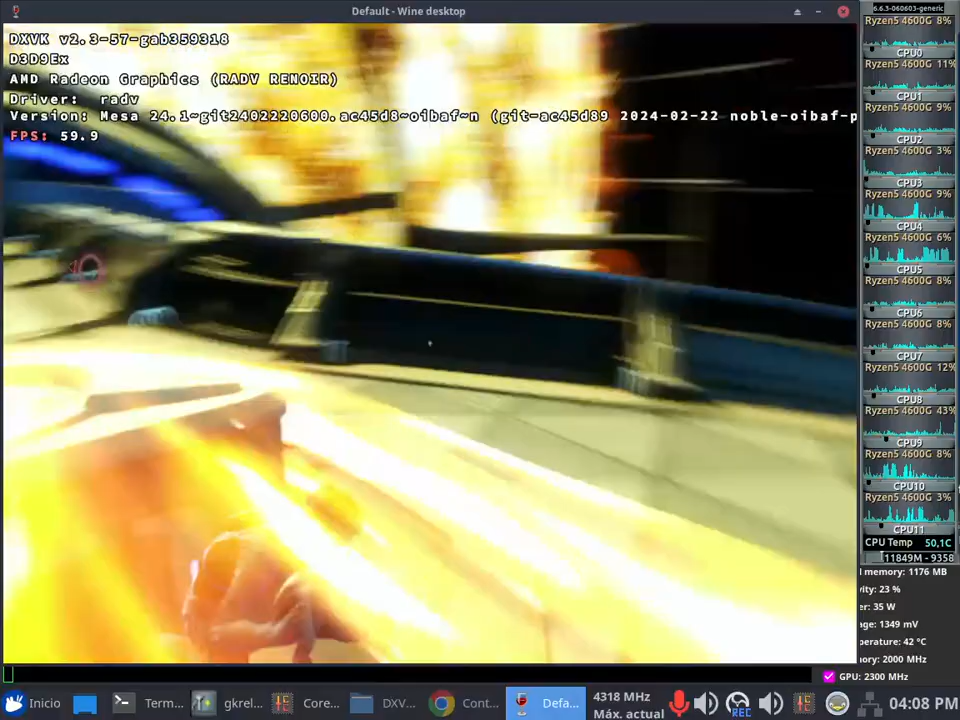 Default - Wine desktop
6.6.3-060603-generic
DXVK v2.3-57-gab359318
D3D9Ex
AMD Radeon Graphics (RADV RENOIR)
Driver: radv
Version: Mesa 24.1~git2402220600.ac45d8~oibaf~n (git-ac45d89 2024-02-22 noble-oibaf-p
FPS: 59.9
Ryzen5 4600G 8%
CPU0
Ryzen5 4600G 11%
CPU1
Ryzen5 4600G 9%
CPU2
Ryzen5 4600G 3%
CPU3
Ryzen5 4600G 9%
CPU4
Ryzen5 4600G 6%
CPU5
Ryzen5 4600G 8%
CPU6
Ryzen5 4600G 8%
CPU7
Ryzen5 4600G 12%
CPU8
Ryzen5 4600G 43%
CPU9
Ryzen5 4600G 8%
CPU10
Ryzen5 4600G 3%
CPU11
CPU Temp 50,1C
11849M - 9358
l memory: 1176 MB
vity: 23 %
er: 35 W
age: 1349 mV
perature: 42 °C
nory: 2000 MHz
GPU: 2300 MHz
Inicio
Term...
gkrel...
Core...
DXV...
Cont...
Defa...
4318 MHz
Máx. actual
REC
04:08 PM